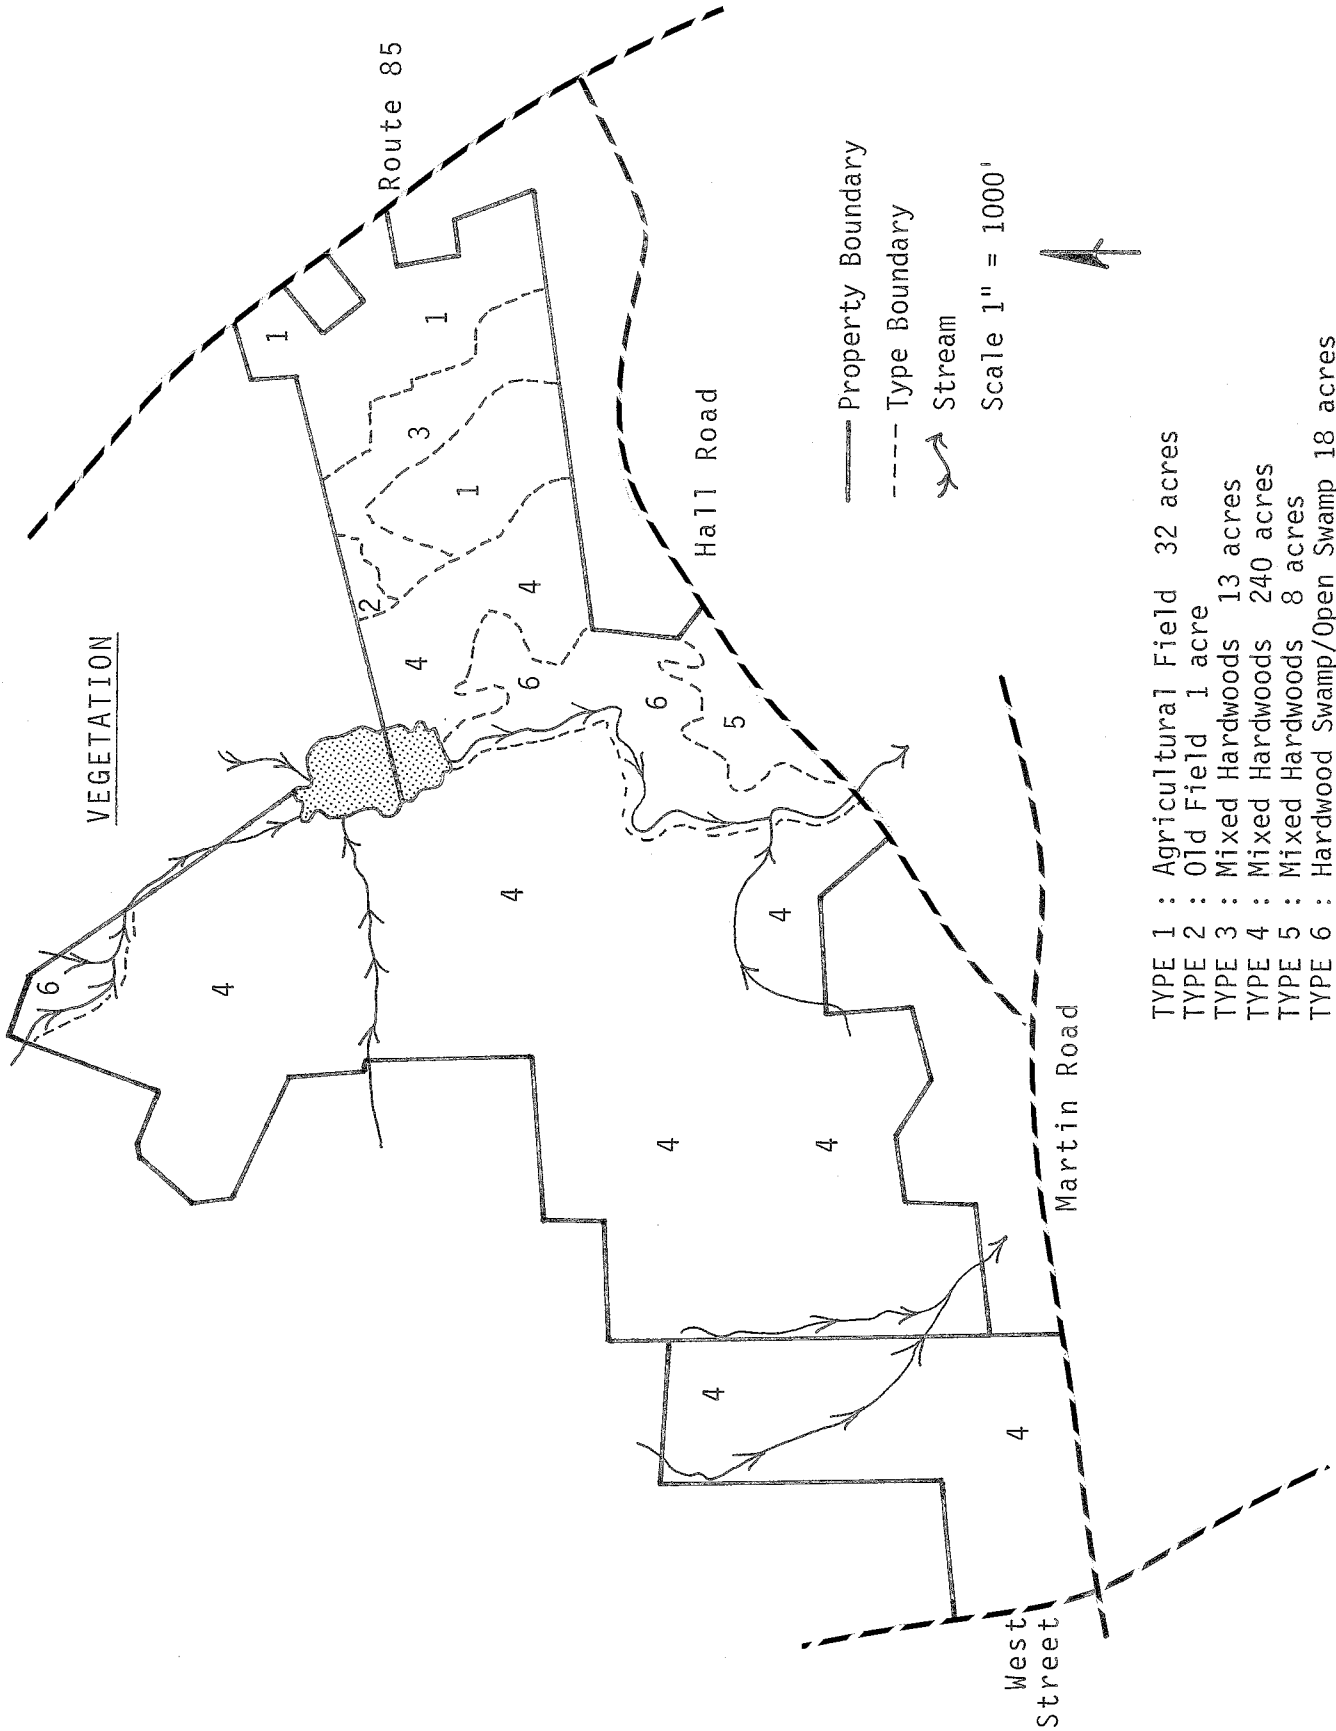 VEGETATION
Route 85
1
1
3
1
2
4
4
6
6
5
6
4
4
4
4
4
4
4
Hall Road
Martin Road
West
Street
Property Boundary
Type Boundary
Stream
Scale 1" = 1000'
TYPE 1 : Agricultural Field 32 acres
TYPE 2 : Old Field 1 acre
TYPE 3 : Mixed Hardwoods 13 acres
TYPE 4 : Mixed Hardwoods 240 acres
TYPE 5 : Mixed Hardwoods 8 acres
TYPE 6 : Hardwood Swamp/Open Swamp 18 acres